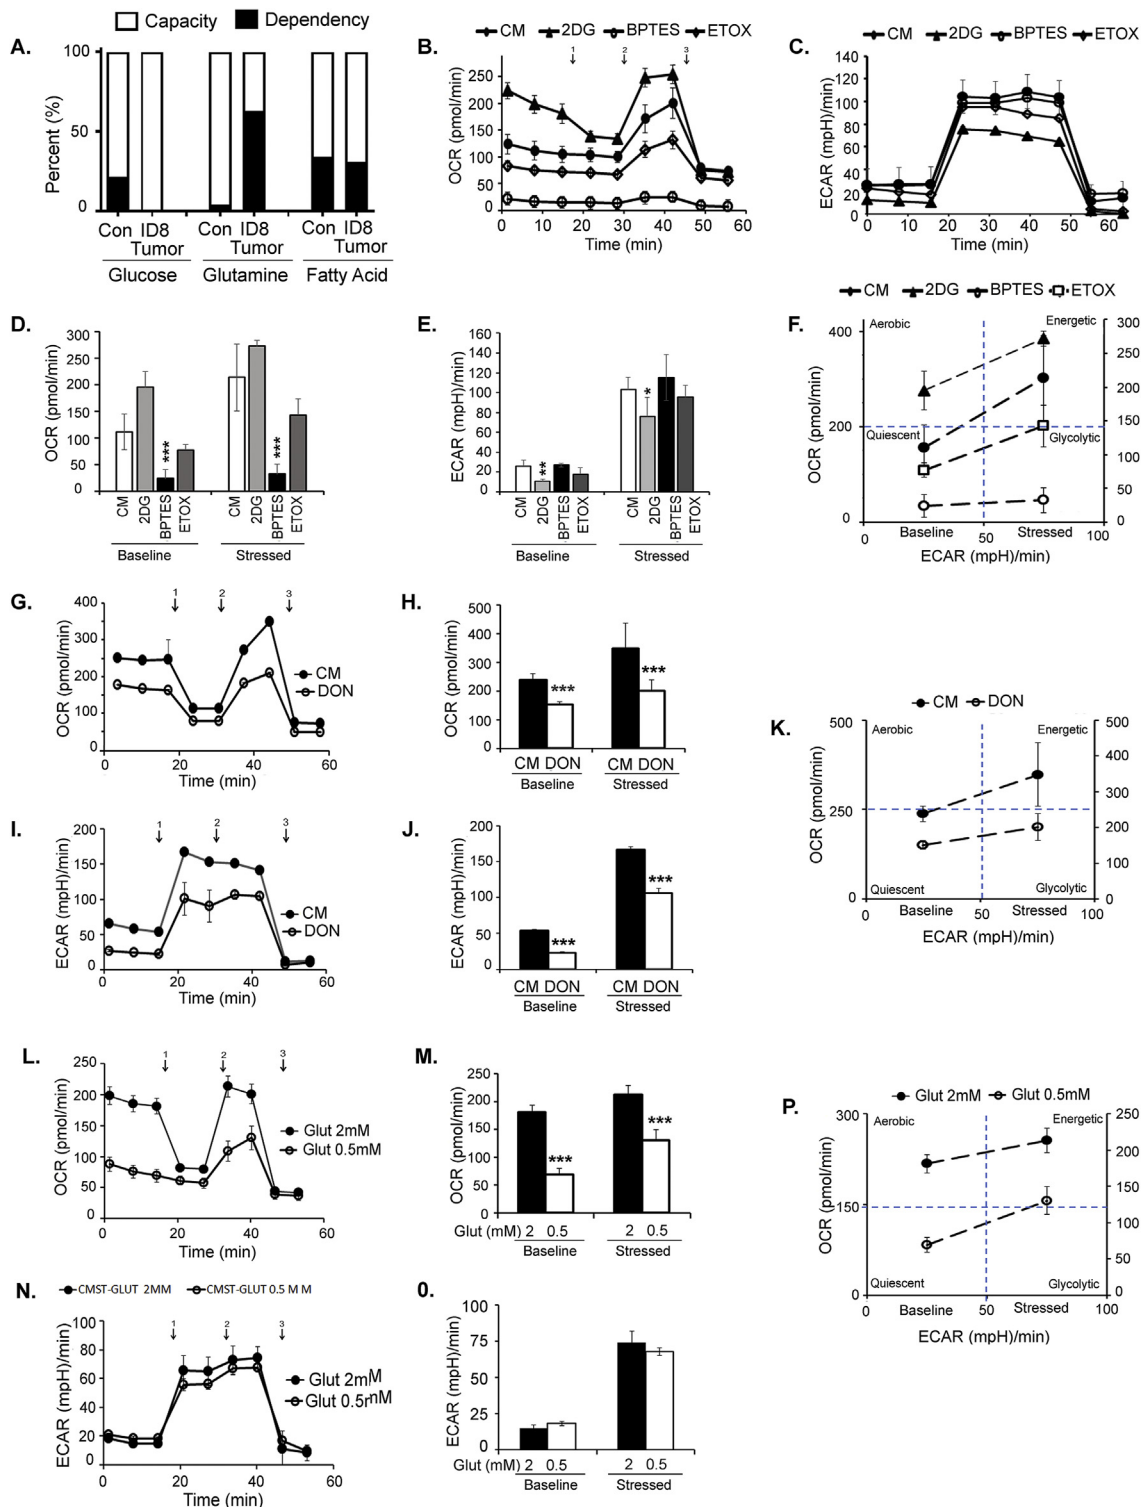 Capacity Dependency
A.
100
50
0
Percent (%)
Con ID8
Tumor
Con ID8
Tumor
Con ID8
Tumor
Glucose
Glutamine
Fatty Acid
B.
CM 2DG BPTES ETOX
1 2 3
250
200
150
100
50
0
OCR (pmol/min)
0 10 20 30 40 50 60
Time (min)
C.
CM 2DG BPTES ETOX
140
120
100
80
60
40
20
0
ECAR (mpH)/min)
0 10 20 30 40 50 60
Time (min)
D.
300
250
200
150
100
50
0
OCR (pmol/min)
***
***
CM 2DG BPTES ETOX CM 2DG BPTES ETOX
Baseline Stressed
E.
160
140
120
100
80
60
40
20
0
ECAR (mpH)/min)
**
*
CM 2DG BPTES ETOX CM 2DG BPTES ETOX
Baseline Stressed
CM 2DG BPTES ETOX
F.
Aerobic Energetic
Quiescent Glycolytic
400
200
0
300
250
200
150
100
50
0
OCR (pmol/min)
Baseline Stressed
0 50 100
ECAR (mpH)/min
G.
1 2 3
400
300
200
100
0
OCR (pmol/min)
CM
DON
0 20 40 60
Time (min)
H.
500
400
300
200
100
0
OCR (pmol/min)
***
***
CM DON CM DON
Baseline Stressed
I.
1 2 3
200
150
100
50
0
ECAR (mpH)/min)
CM
DON
0 20 40 60
Time (min)
J.
200
150
100
50
0
ECAR (mpH)/min)
***
***
CM DON CM DON
Baseline Stressed
K.
CM DON
Aerobic Energetic
Quiescent Glycolytic
500
250
0
500
400
300
200
100
0
OCR (pmol/min)
Baseline Stressed
0 50 100
ECAR (mpH)/min
L.
1 2 3
250
200
150
100
50
0
OCR (pmol/min)
Glut 2mM
Glut 0.5mM
0 20 40 60
Time (min)
M.
250
200
150
100
50
0
OCR (pmol/min)
***
***
Glut (mM) 2 0.5 2 0.5
Baseline Stressed
N.
CMST-GLUT 2MM CMST-GLUT 0.5 M M
1 2 3
100
80
60
40
20
0
ECAR (mpH)/min)
Glut 2mM
Glut 0.5mM
0 20 40 60
Time (min)
0.
100
75
50
25
0
ECAR (mpH)/min)
Glut (mM) 2 0.5 2 0.5
Baseline Stressed
P.
Glut 2mM Glut 0.5mM
Aerobic Energetic
Quiescent Glycolytic
300
150
0
250
200
150
100
50
0
OCR (pmol/min)
Baseline Stressed
0 50 100
ECAR (mpH)/min